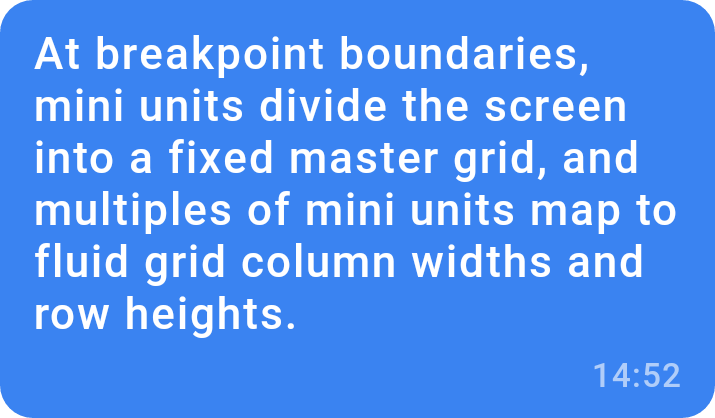 At breakpoint boundaries,
mini units divide the screen
into a fixed master grid, and
multiples of mini units map to
fluid grid column widths and
row heights.
14:52